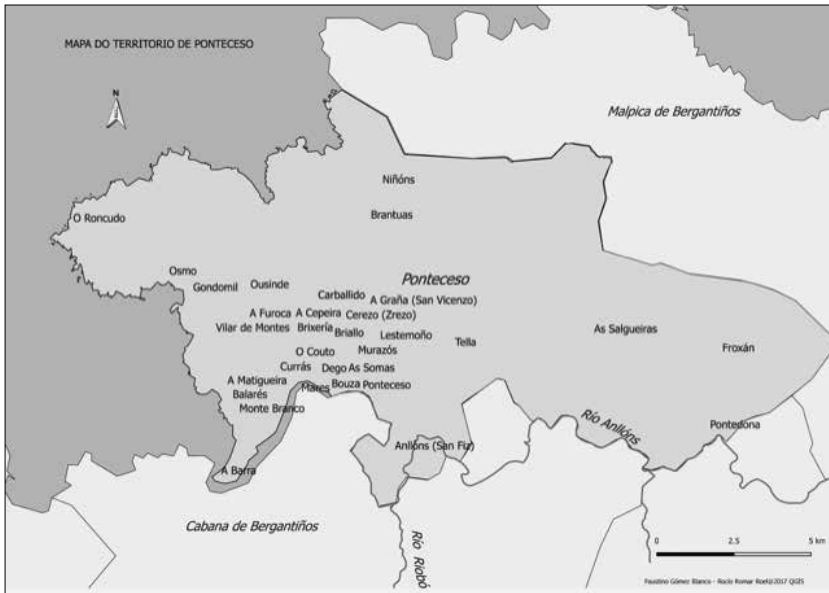 MAPA DO TERRITORIO DE PONTECESO
N
Malpica de Bergantiños
Niñóns
Brantuas
O Roncudo
Osmo
Gondomil
Ousinde
Ponteceso
Carballido
A Graña (San Vicenzo)
A Furoca
A Cepeira
Cerezo (Zrezo)
Vilar de Montes
Brixería
Briallo
Lestemoño
As Salgueiras
Tella
Froxán
O Couto
Murazós
Currás
Dego
As Somas
A Matigueira
Mares
Bouza
Ponteceso
Balarés
Monte Branco
Río Anllóns
Pontedona
Anllóns (San Fiz)
A Barra
Cabana de Bergantiños
Río Riobó
0 2.5 5 km
Faustino Gómez Blanco - Rocío Romar Roel©2017 QGIS